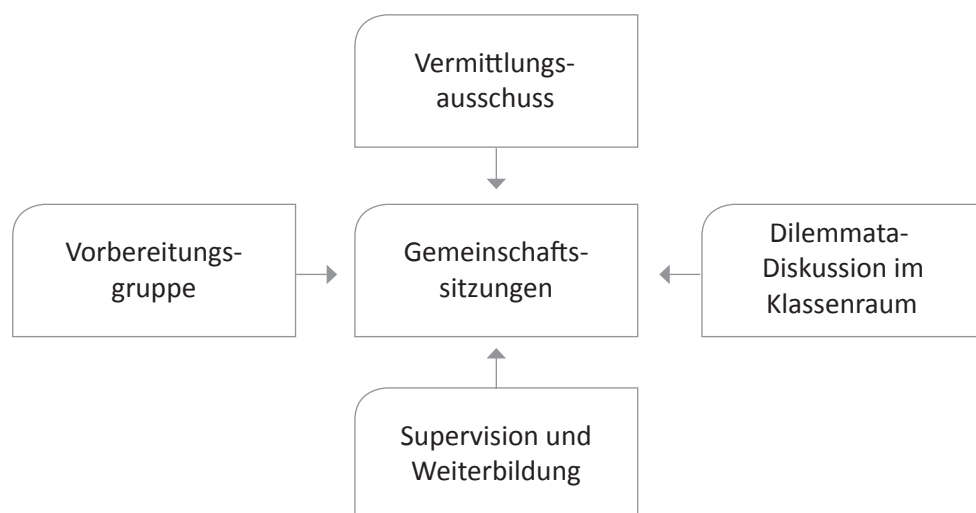 Vermittlungs-
ausschuss
Vorbereitungs-
gruppe
Gemeinschafts-
sitzungen
Dilemmata-
Diskussion im
Klassenraum
Supervision und
Weiterbildung